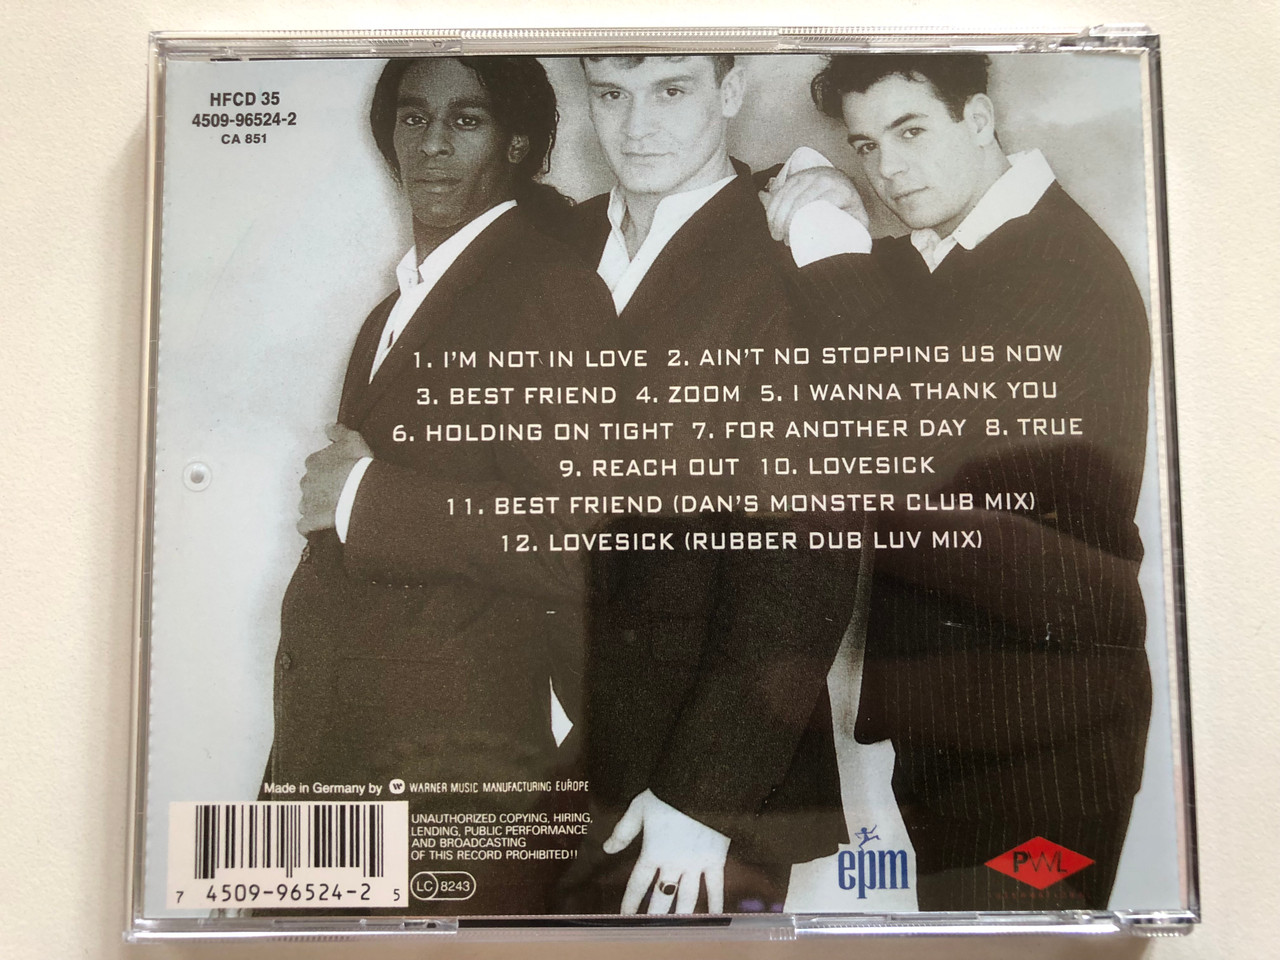 HFCD 35
4509-96524-2
CA 851
1. I'M NOT IN LOVE 2. AIN'T NO STOPPING US NOW
3. BEST FRIEND 4. ZOOM 5. I WANNA THANK YOU
6. HOLDING ON TIGHT 7. FOR ANOTHER DAY 8. TRUE
9. REACH OUT 10. LOVESICK
11. BEST FRIEND (DAN'S MONSTER CLUB MIX)
12. LOVESICK (RUBBER DUB LUV MIX)
Made in Germany by WARNER MUSIC MANUFACTURING EUROPE
UNAUTHORIZED COPYING, HIRING,
LENDING, PUBLIC PERFORMANCE
AND BROADCASTING
OF THIS RECORD PROHIBITED!!
LC 8243
7 4509-96524-2 5
epm
PWL